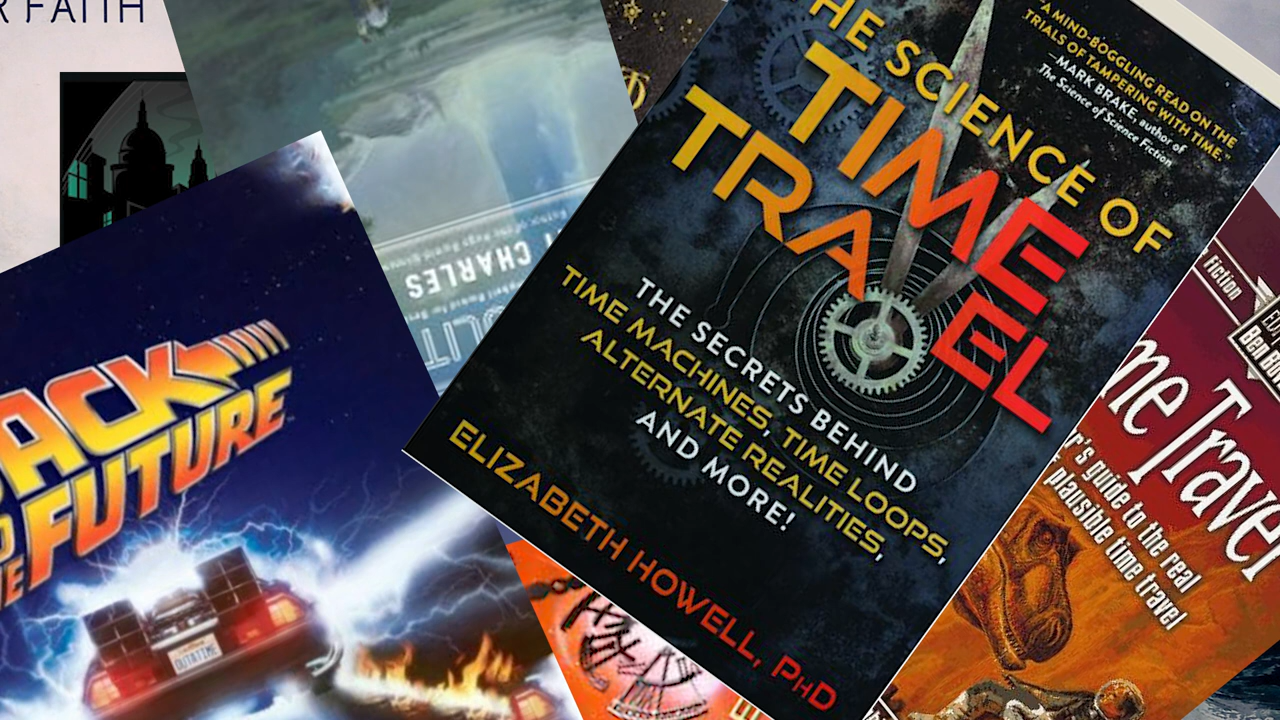 R FAITH
BACK
TO
THE
FUTURE
OUTATIME
CHARLES
"A MIND-BOGGLING READ ON THE
TRIALS OF TAMPERING WITH TIME."
—MARK BRAKE, author of
The Science of Science Fiction
THE SCIENCE OF
TIME
TRAVEL
THE SECRETS BEHIND
TIME MACHINES, TIME LOOPS,
ALTERNATE REALITIES,
AND MORE!
ELIZABETH HOWELL, PhD
Fiction
Ben
me Travel
r's guide to the real
plausible time travel